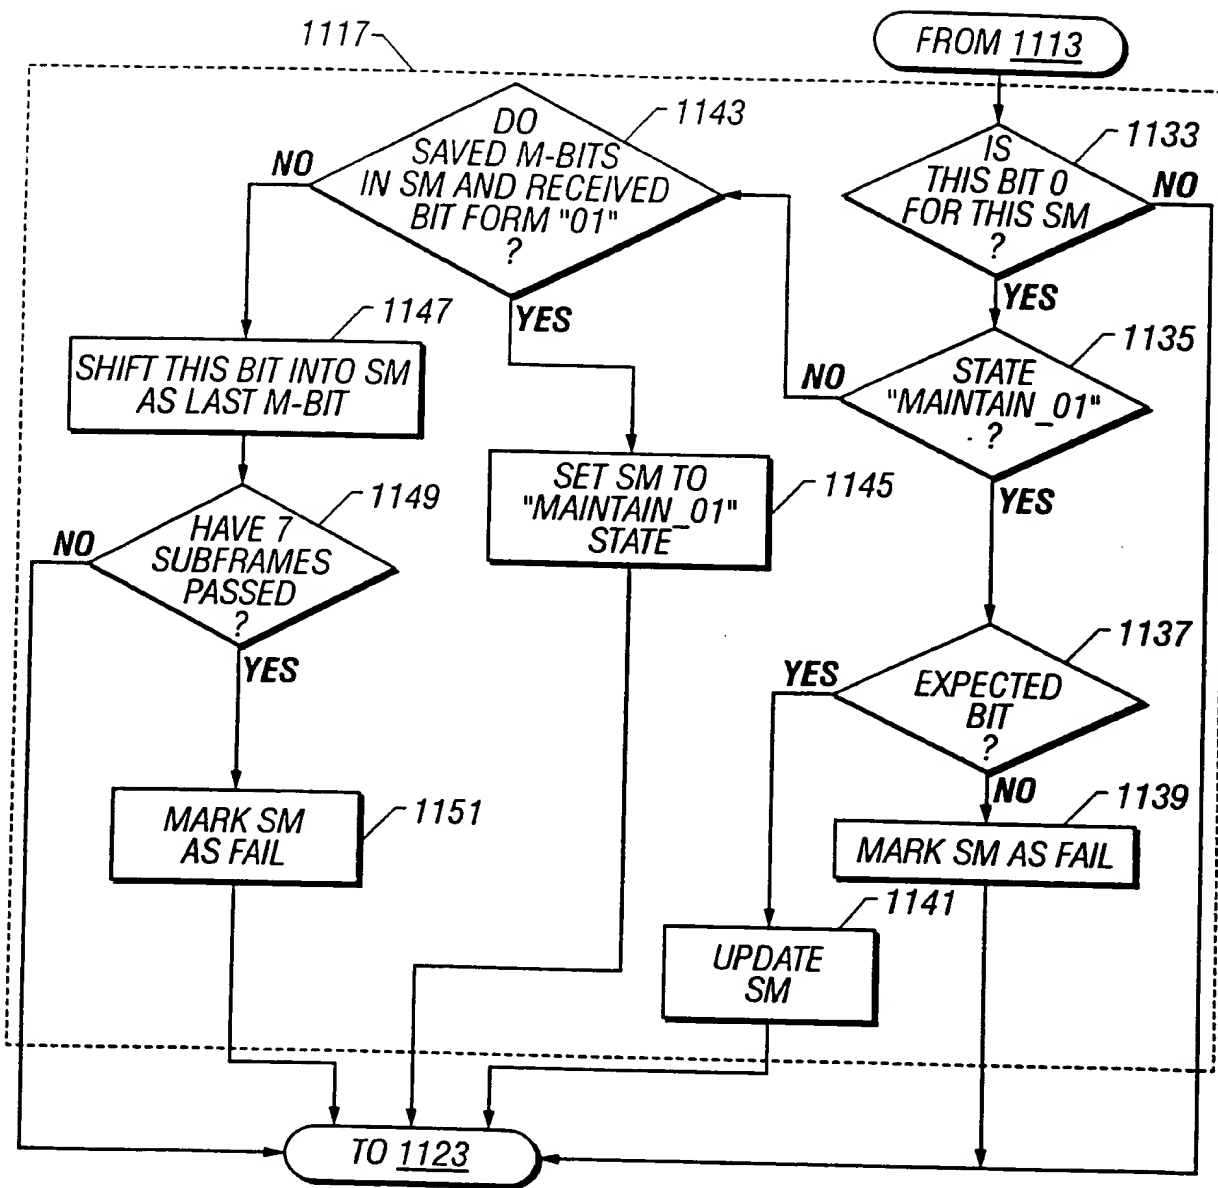 1117
FROM 1113
DO
SAVED M-BITS
IN SM AND RECEIVED
BIT FORM "01"
?
1143
NO
YES
IS
THIS BIT 0
FOR THIS SM
?
1133
NO
YES
SHIFT THIS BIT INTO SM
AS LAST M-BIT
1147
STATE
"MAINTAIN_01"
?
1135
NO
YES
SET SM TO
"MAINTAIN_01"
STATE
1145
HAVE 7
SUBFRAMES
PASSED
?
1149
NO
YES
EXPECTED
BIT
?
1137
YES
NO
MARK SM
AS FAIL
1151
MARK SM AS FAIL
1139
UPDATE
SM
1141
TO 1123